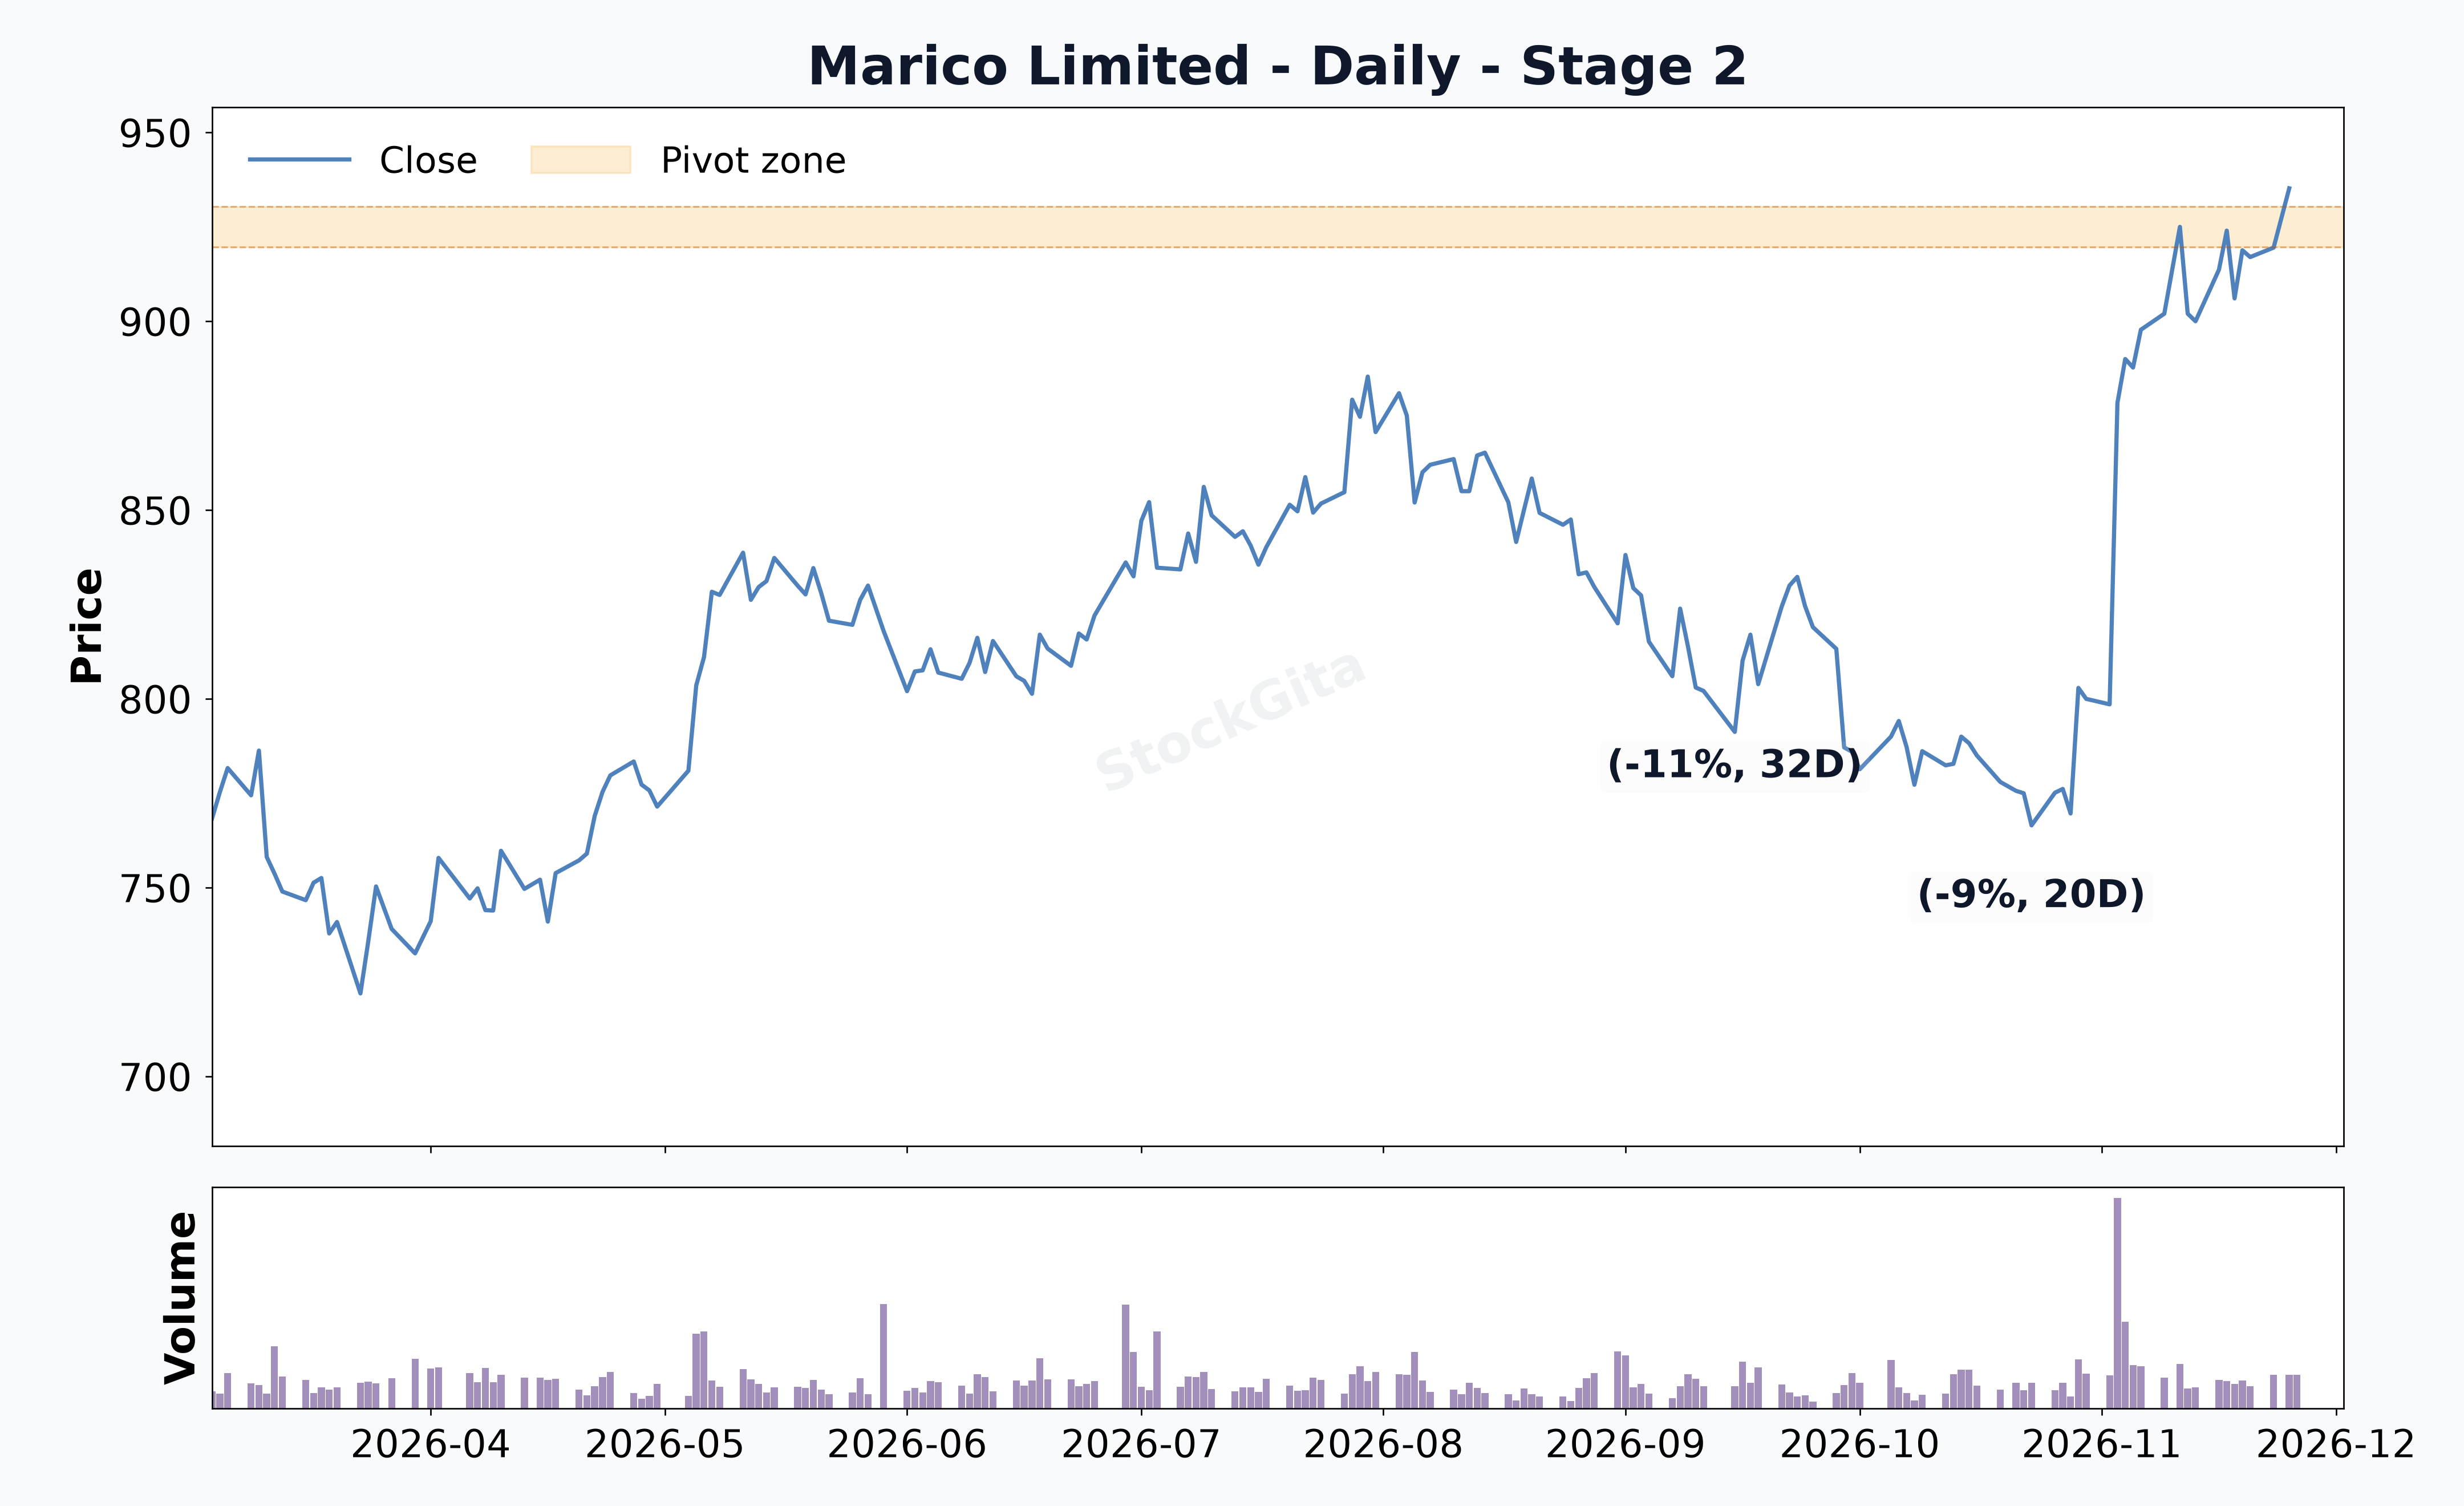 Marico Limited - Daily - Stage 2
Close
Pivot zone
Price
950
900
850
800
750
700
StockGita
(-11%, 32D)
(-9%, 20D)
Volume
2026-04
2026-05
2026-06
2026-07
2026-08
2026-09
2026-10
2026-11
2026-12